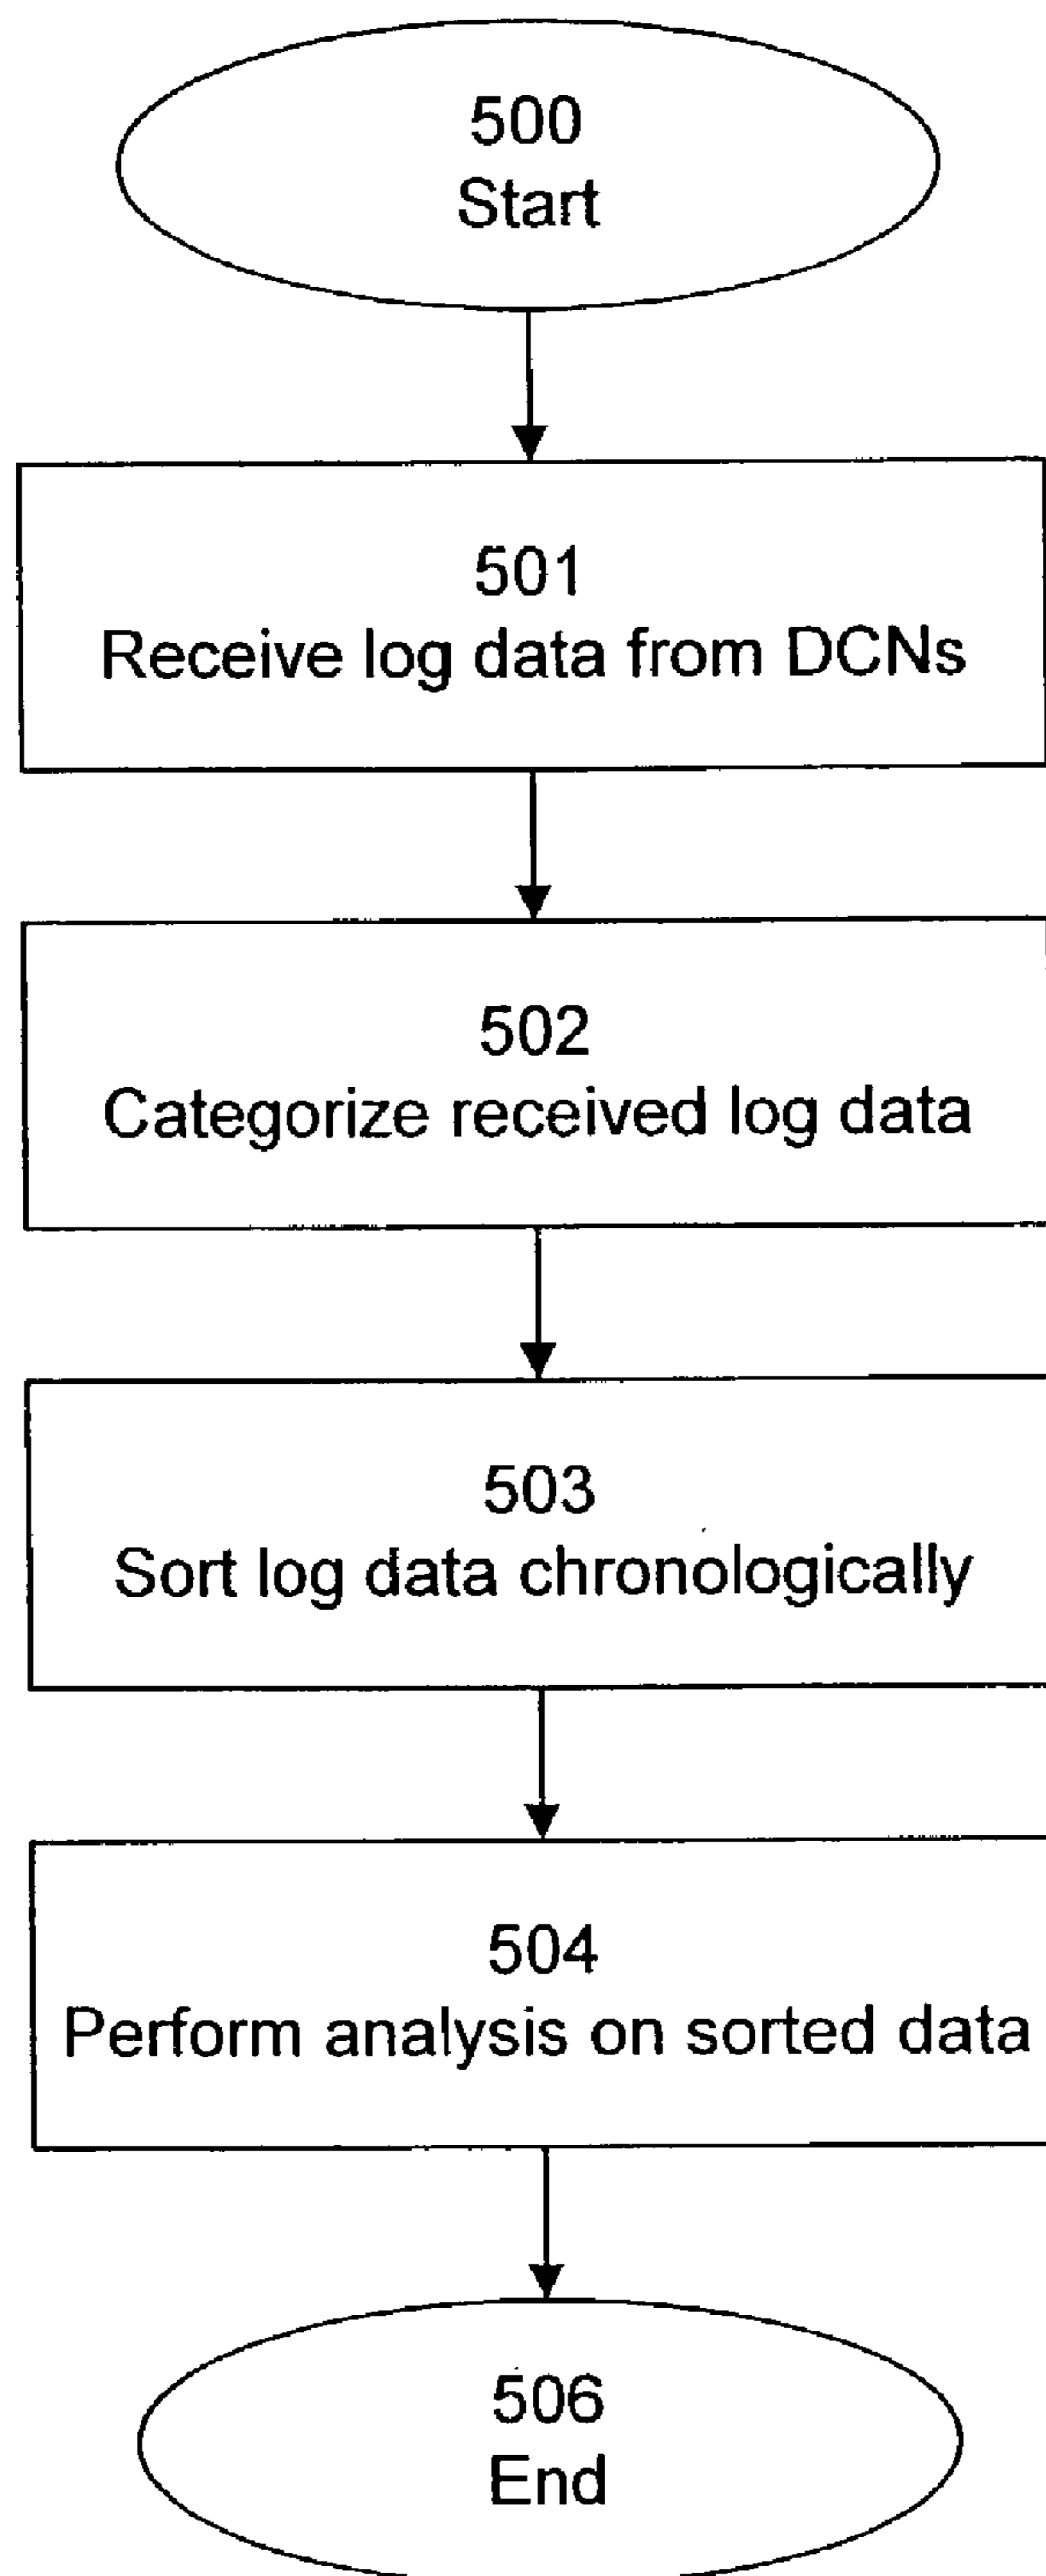 500
Start
501
Receive log data from DCNs
502
Categorize received log data
503
Sort log data chronologically
504
Perform analysis on sorted data
506
End